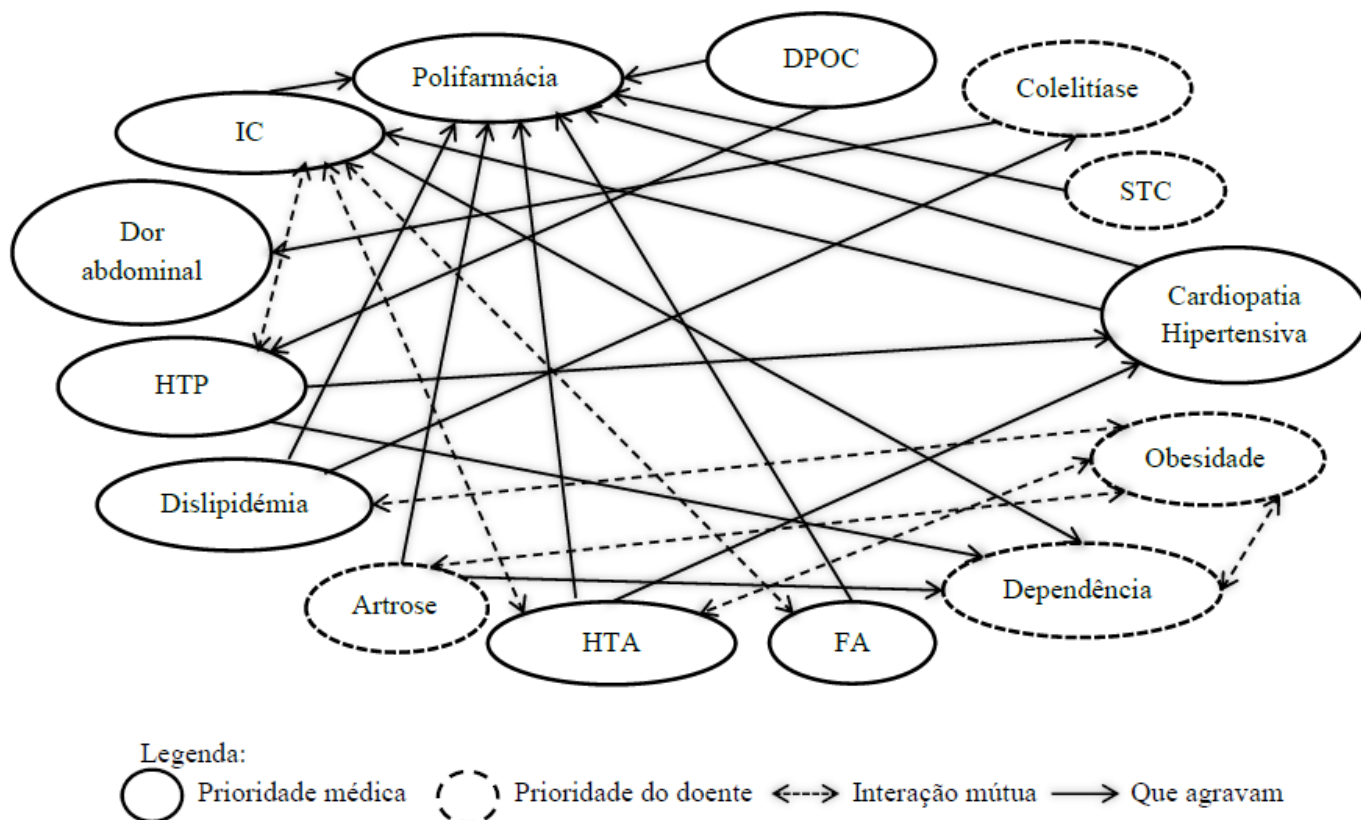 Polifarmácia
DPOC
Colelitíase
IC
STC
Dor
abdominal
Cardiopatia
Hipertensiva
HTP
Obesidade
Dislipidémia
Dependência
Artrose
HTA
FA
Legenda:
Prioridade médica
Prioridade do doente
Interação mútua
Que agravam